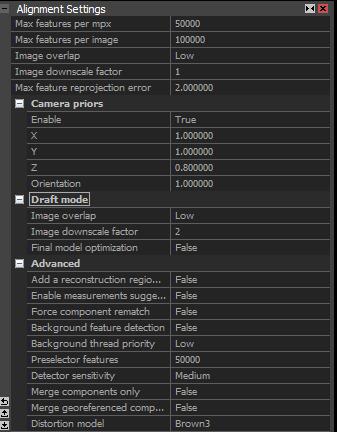 Alignment Settings
Max features per mpx 50000
Max features per image 100000
Image overlap Low
Image downscale factor 1
Max feature reprojection error 2.000000
Camera priors
Enable True
X 1.000000
Y 1.000000
Z 0.800000
Orientation 1.000000
Draft mode
Image overlap Low
Image downscale factor 2
Final model optimization False
Advanced
Add a reconstruction regio... False
Enable measurements sugge... False
Force component rematch False
Background feature detection False
Background thread priority Low
Preselector features 50000
Detector sensitivity Medium
Merge components only False
Merge georeferenced comp... False
Distortion model Brown3